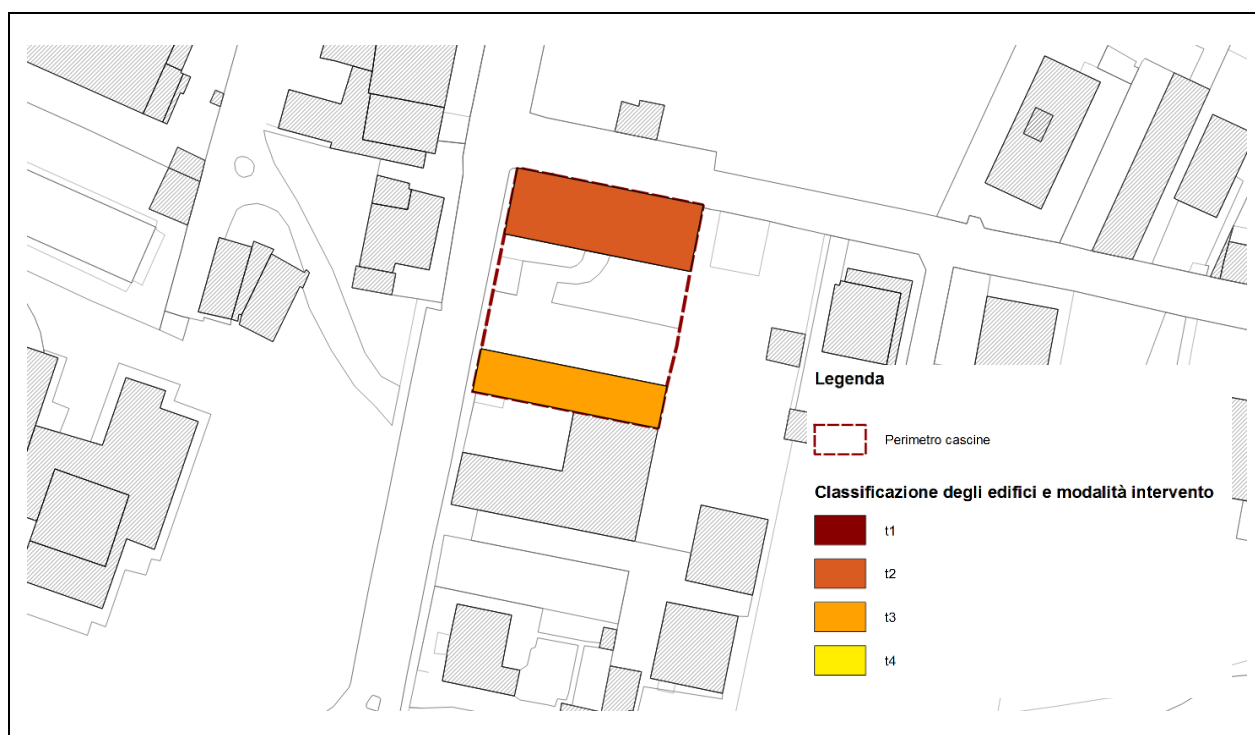 Legenda
Perimetro cascine
Classificazione degli edifici e modalità intervento
t1
t2
t3
t4